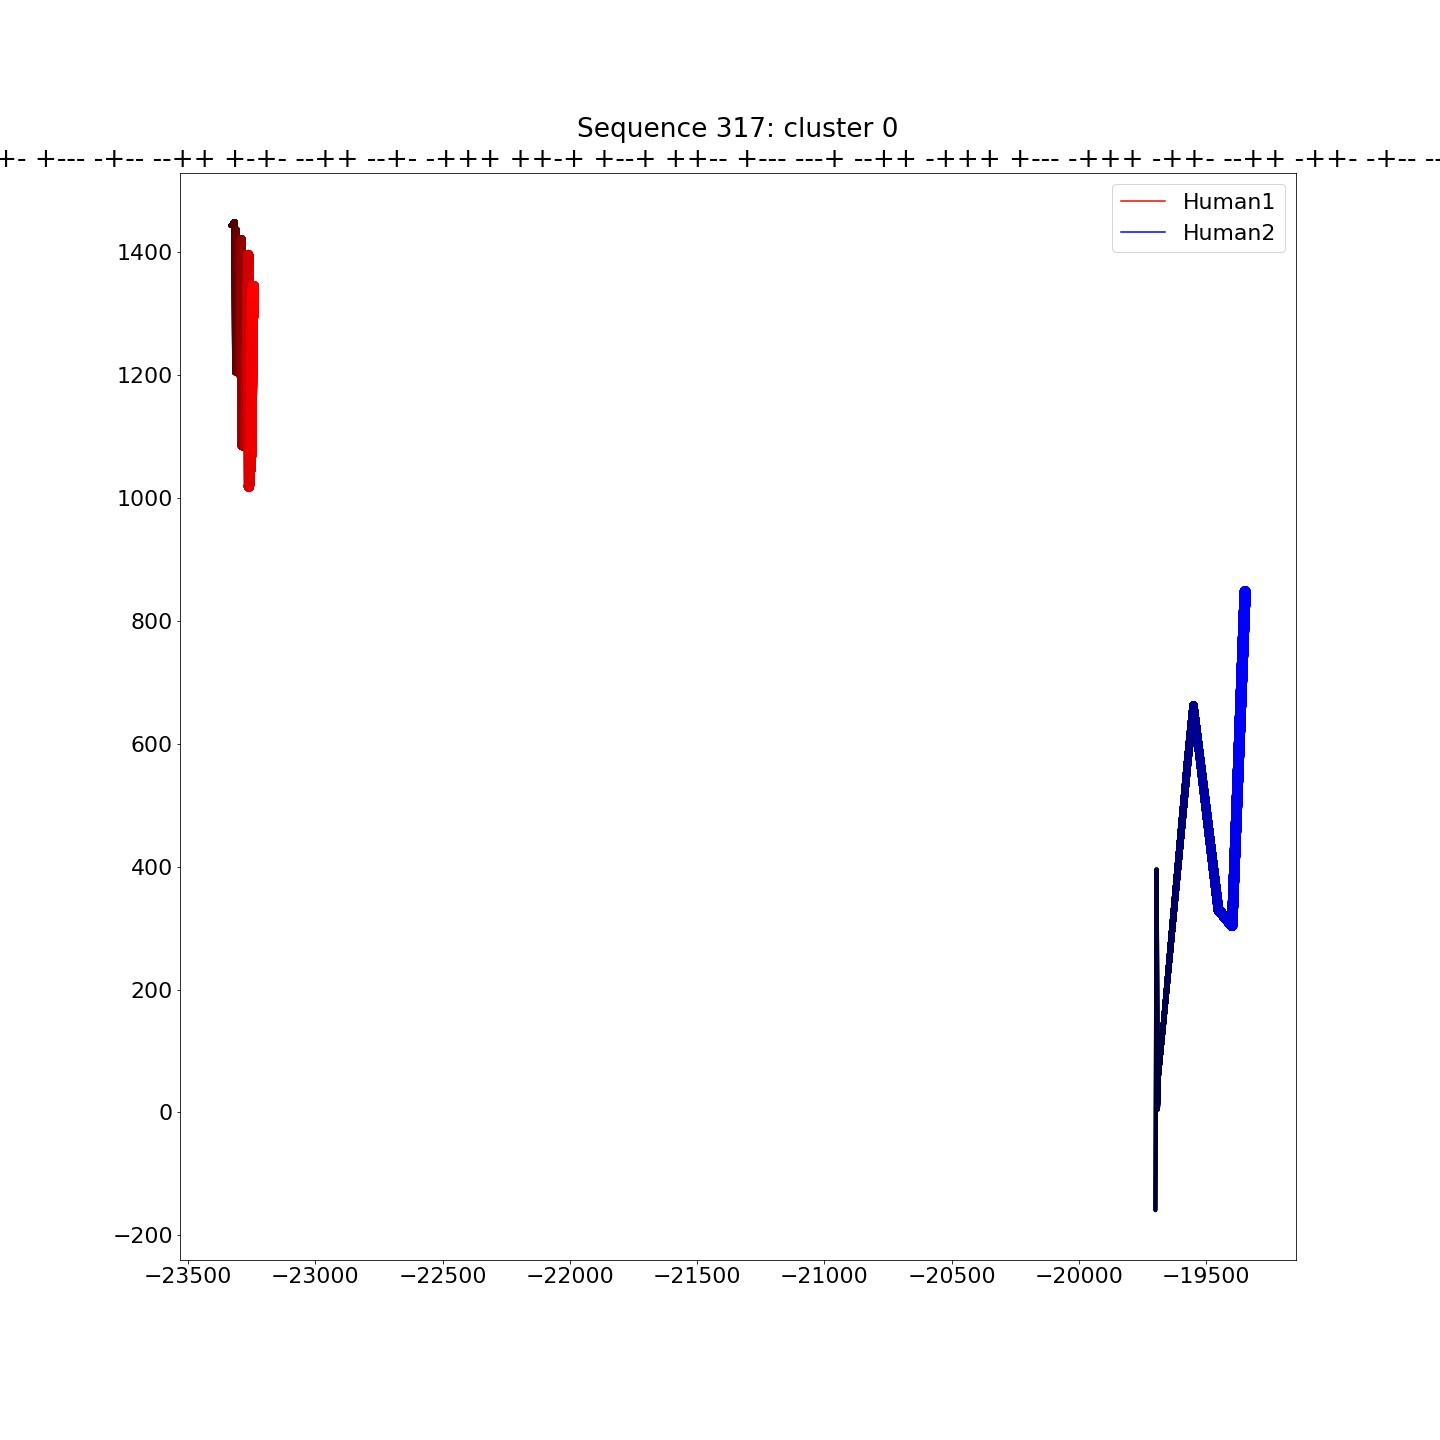 Sequence 317: cluster 0
+- +--- -+-- --++ +-+- --++ --+- -+++ ++-+ +--+ ++-- +--- ---+ --++ -+++ +--- -+++ -++- --++ -++- -+-- --
Human1
Human2
1400
1200
1000
800
600
400
200
0
−200
−23500 −23000 −22500 −22000 −21500 −21000 −20500 −20000 −19500